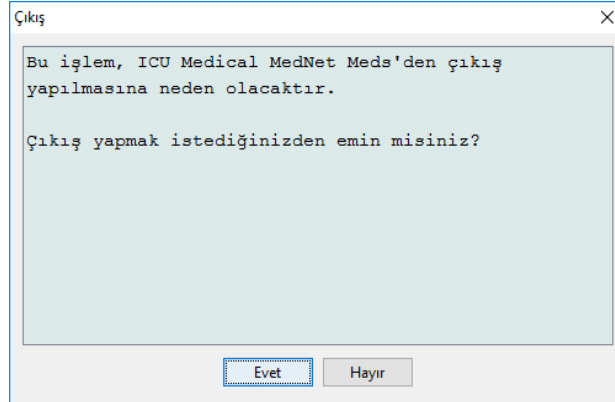 Çıkış
Bu işlem, ICU Medical MedNet Meds'den çıkış
yapılmasına neden olacaktır.
Çıkış yapmak istediğinizden emin misiniz?
Evet
Hayır